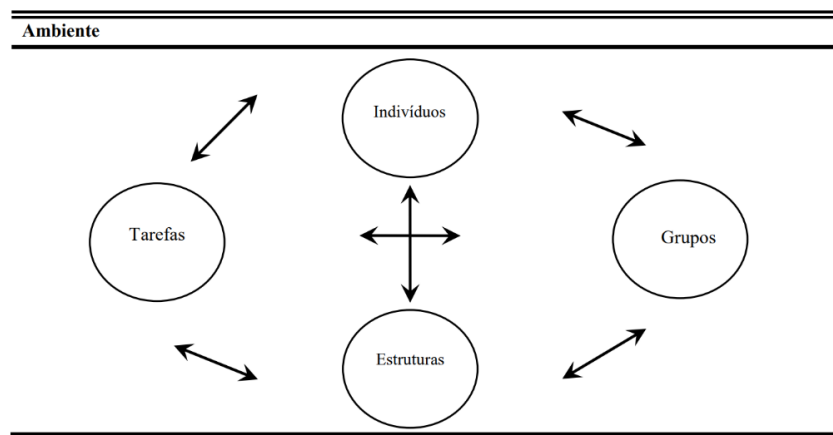 Ambiente
Indivíduos
Tarefas
Grupos
Estruturas